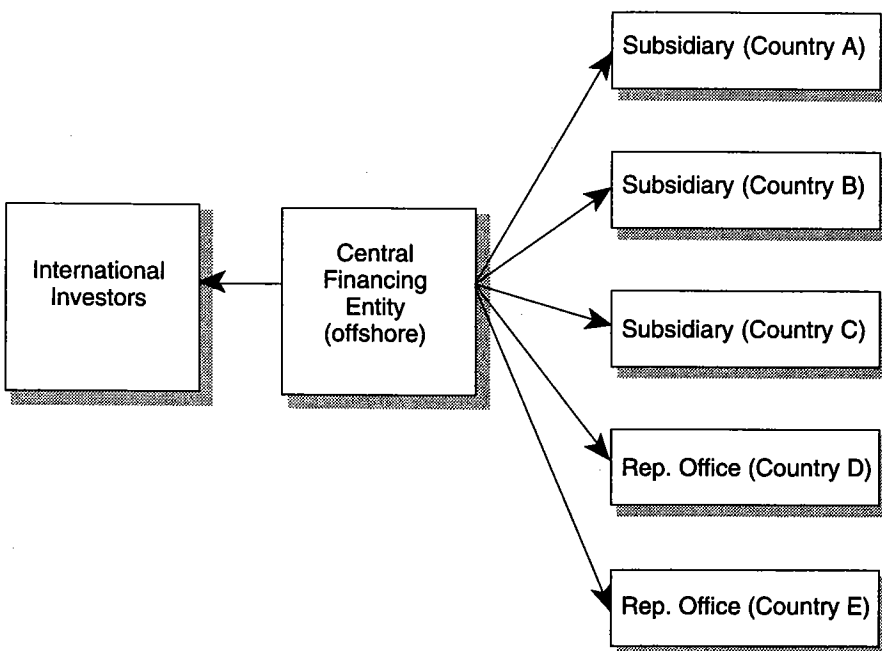 International
Investors
Central
Financing
Entity
(offshore)
Subsidiary (Country A)
Subsidiary (Country B)
Subsidiary (Country C)
Rep. Office (Country D)
Rep. Office (Country E)